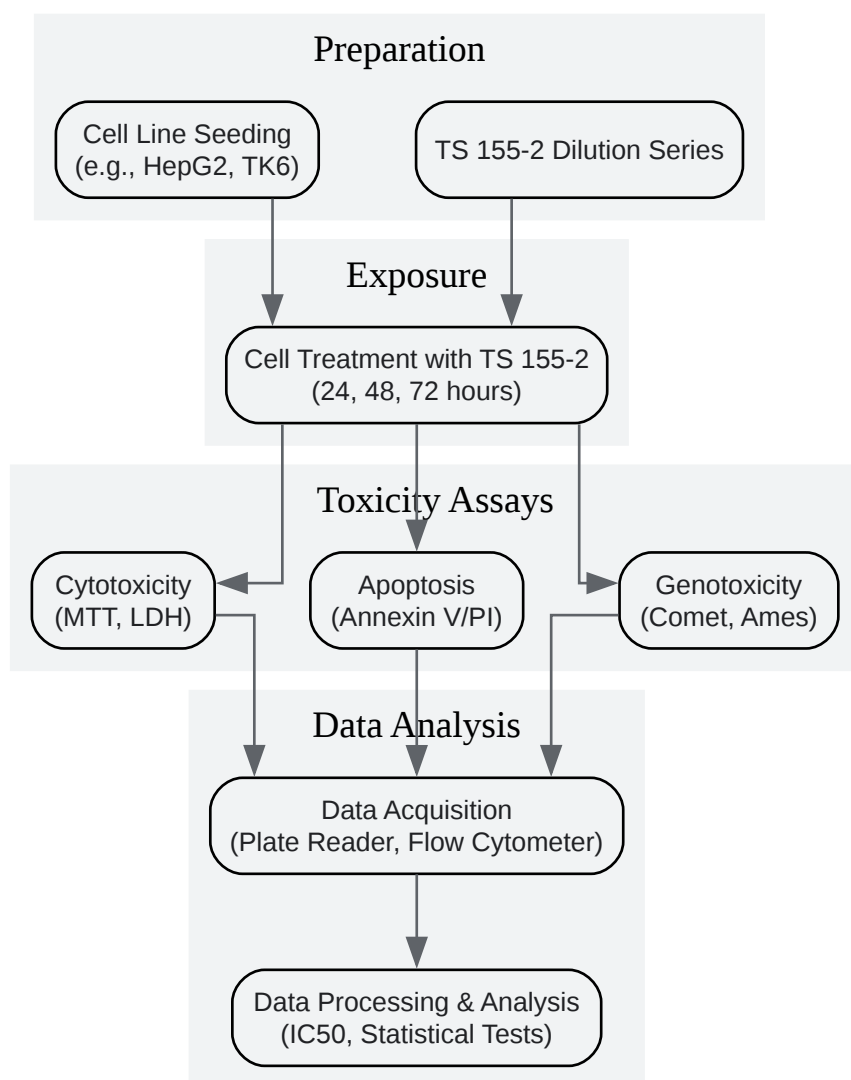 Preparation
Cell Line Seeding
(e.g., HepG2, TK6)
TS 155-2 Dilution Series
Exposure
Cell Treatment with TS 155-2
(24, 48, 72 hours)
Toxicity Assays
Cytotoxicity
(MTT, LDH)
Apoptosis
(Annexin V/PI)
Genotoxicity
(Comet, Ames)
Data Analysis
Data Acquisition
(Plate Reader, Flow Cytometer)
Data Processing & Analysis
(IC50, Statistical Tests)